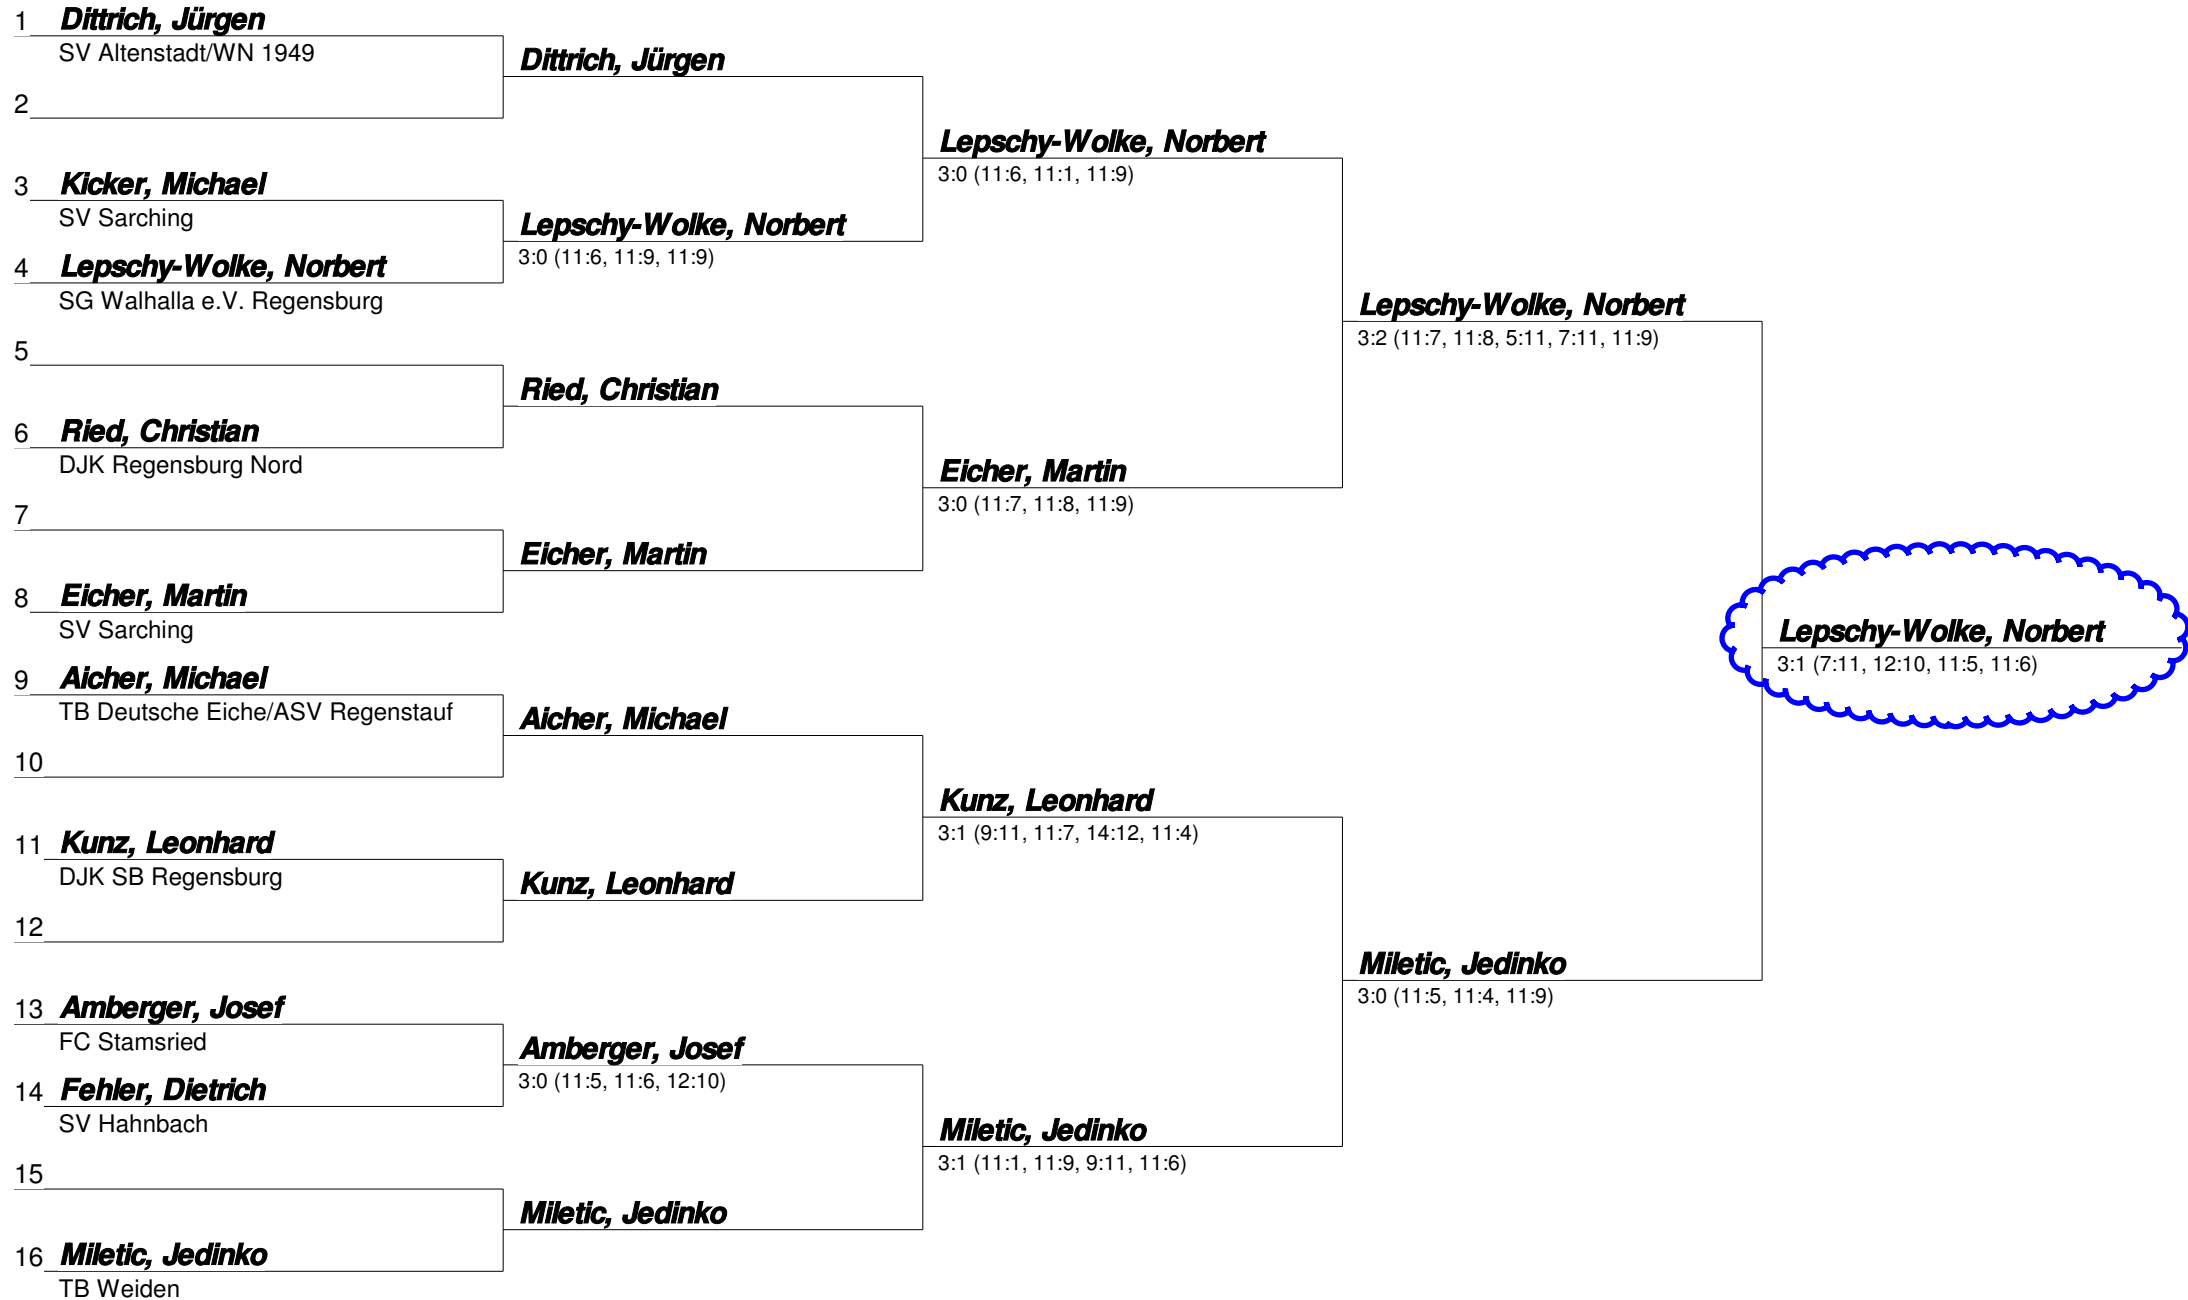 1 Dittrich, Jürgen
SV Altenstadt/WN 1949
2
3 Kicker, Michael
SV Sarching
4 Lepschy-Wolke, Norbert
SG Walhalla e.V. Regensburg
5
6 Ried, Christian
DJK Regensburg Nord
7
8 Eicher, Martin
SV Sarching
9 Aicher, Michael
TB Deutsche Eiche/ASV Regenstauf
10
11 Kunz, Leonhard
DJK SB Regensburg
12
13 Amberger, Josef
FC Stamsried
14 Fehler, Dietrich
SV Hahnbach
15
16 Miletic, Jedinko
TB Weiden
Dittrich, Jürgen
Lepschy-Wolke, Norbert
3:0 (11:6, 11:9, 11:9)
Ried, Christian
Eicher, Martin
Aicher, Michael
Kunz, Leonhard
Amberger, Josef
3:0 (11:5, 11:6, 12:10)
Miletic, Jedinko
Lepschy-Wolke, Norbert
3:0 (11:6, 11:1, 11:9)
Eicher, Martin
3:0 (11:7, 11:8, 11:9)
Kunz, Leonhard
3:1 (9:11, 11:7, 14:12, 11:4)
Miletic, Jedinko
3:1 (11:1, 11:9, 9:11, 11:6)
Lepschy-Wolke, Norbert
3:2 (11:7, 11:8, 5:11, 7:11, 11:9)
Miletic, Jedinko
3:0 (11:5, 11:4, 11:9)
Lepschy-Wolke, Norbert
3:1 (7:11, 12:10, 11:5, 11:6)